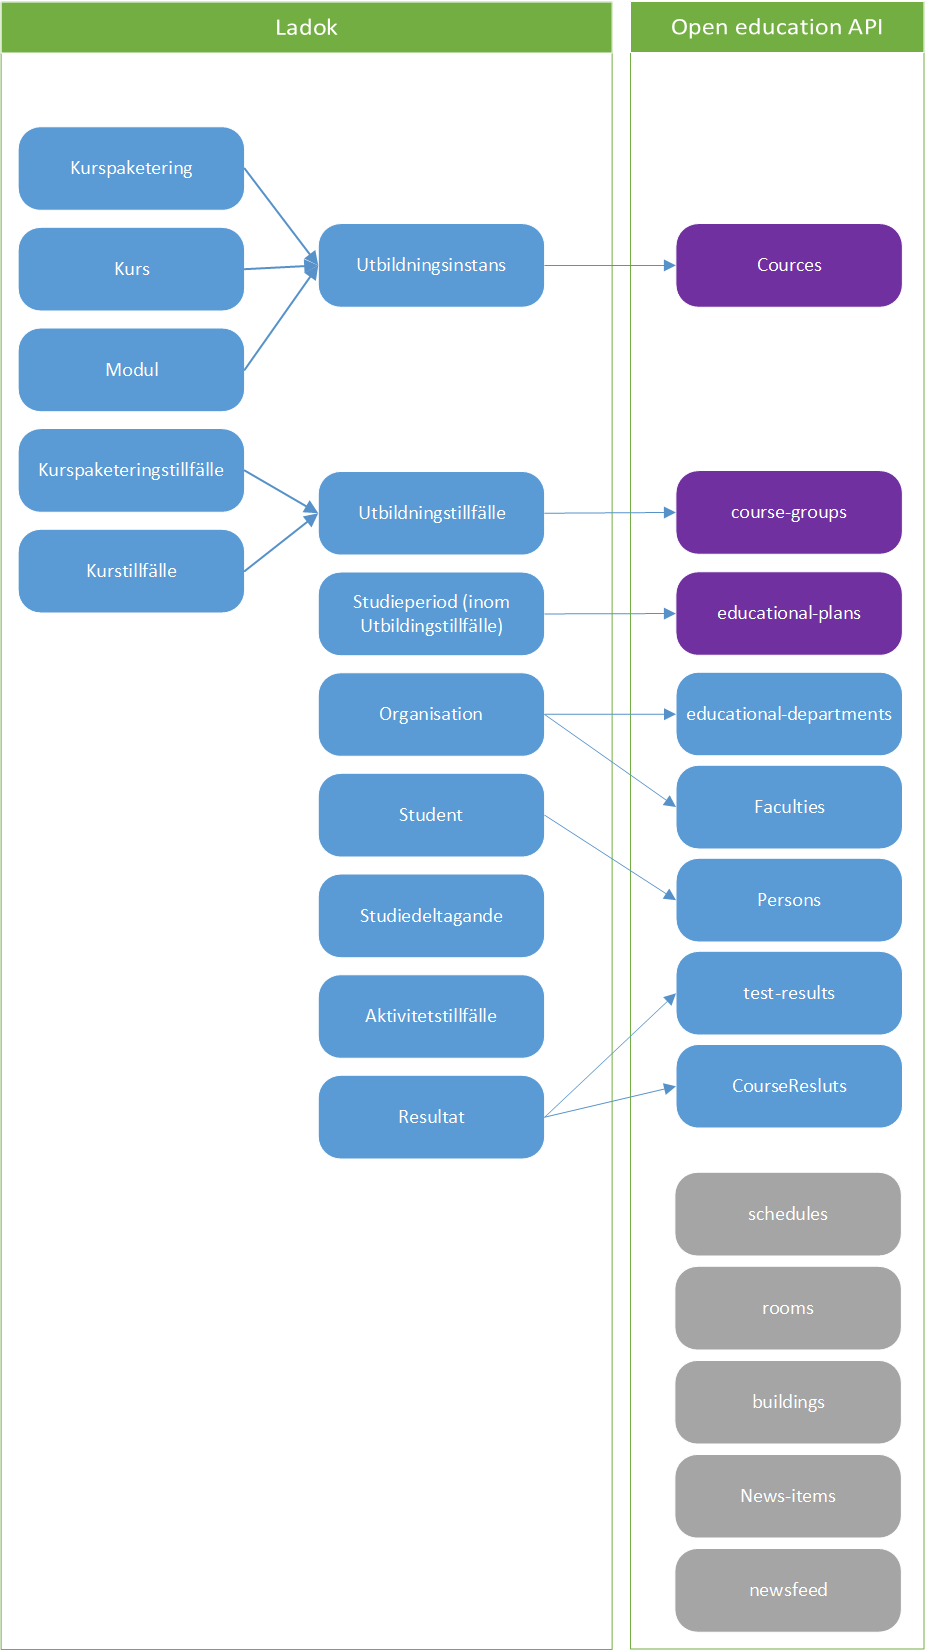 Ladok
Open education API
Kurspaketering
Kurs
Modul
Kurspaketeringstillfälle
Kurstillfälle
Utbildningsinstans
Utbildningstillfälle
Studieperiod (inom
Utbildingstillfälle)
Organisation
Student
Studiedeltagande
Aktivitetstillfälle
Resultat
Cources
course-groups
educational-plans
educational-departments
Faculties
Persons
test-results
CourseResluts
schedules
rooms
buildings
News-items
newsfeed